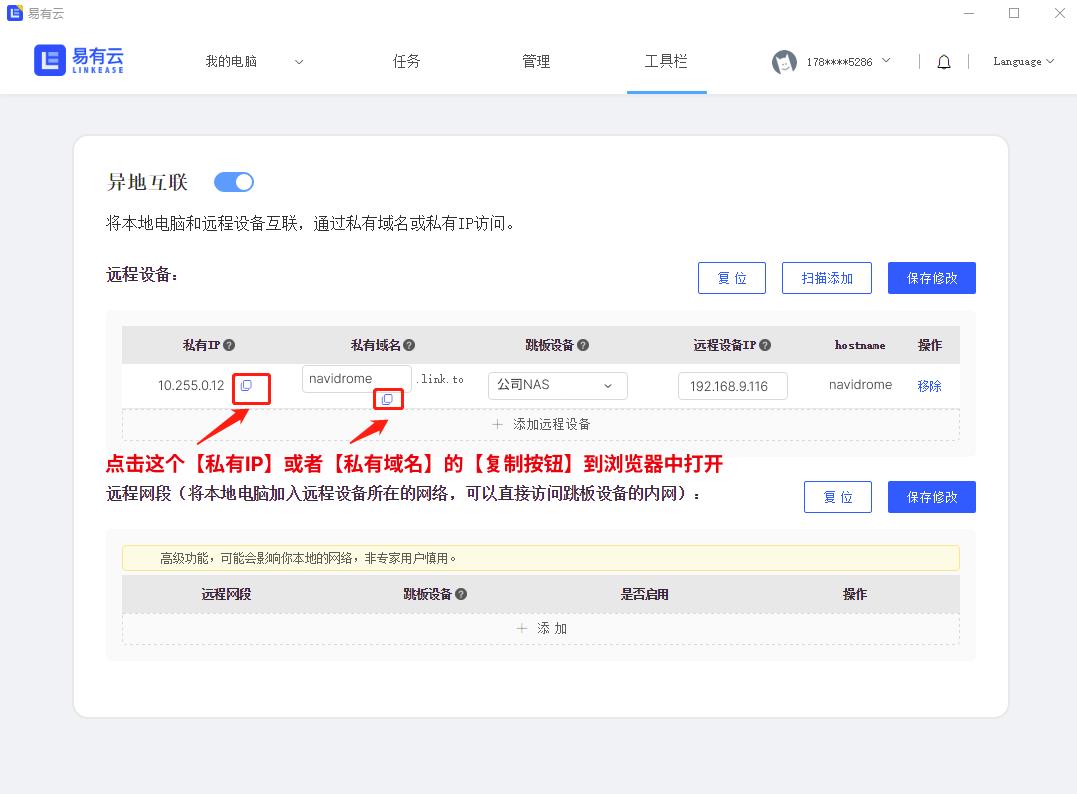 易有云
易有云 LINKEASE 我的电脑 任务 管理 工具栏 178****5286 Language
异地互联
将本地电脑和远程设备互联，通过私有域名或私有IP访问。
远程设备： 复 位 扫描添加 保存修改
私有IP 私有域名 跳板设备 远程设备IP hostname 操作
10.255.0.12 navidrome .link.to 公司NAS 192.168.9.116 navidrome 移除
+ 添加远程设备
点击这个【私有IP】或者【私有域名】的【复制按钮】到浏览器中打开
远程网段（将本地电脑加入远程设备所在的网络，可以直接访问跳板设备的内网）： 复 位 保存修改
高级功能，可能会影响你本地的网络，非专家用户慎用。
远程网段 跳板设备 是否启用 操作
+ 添 加